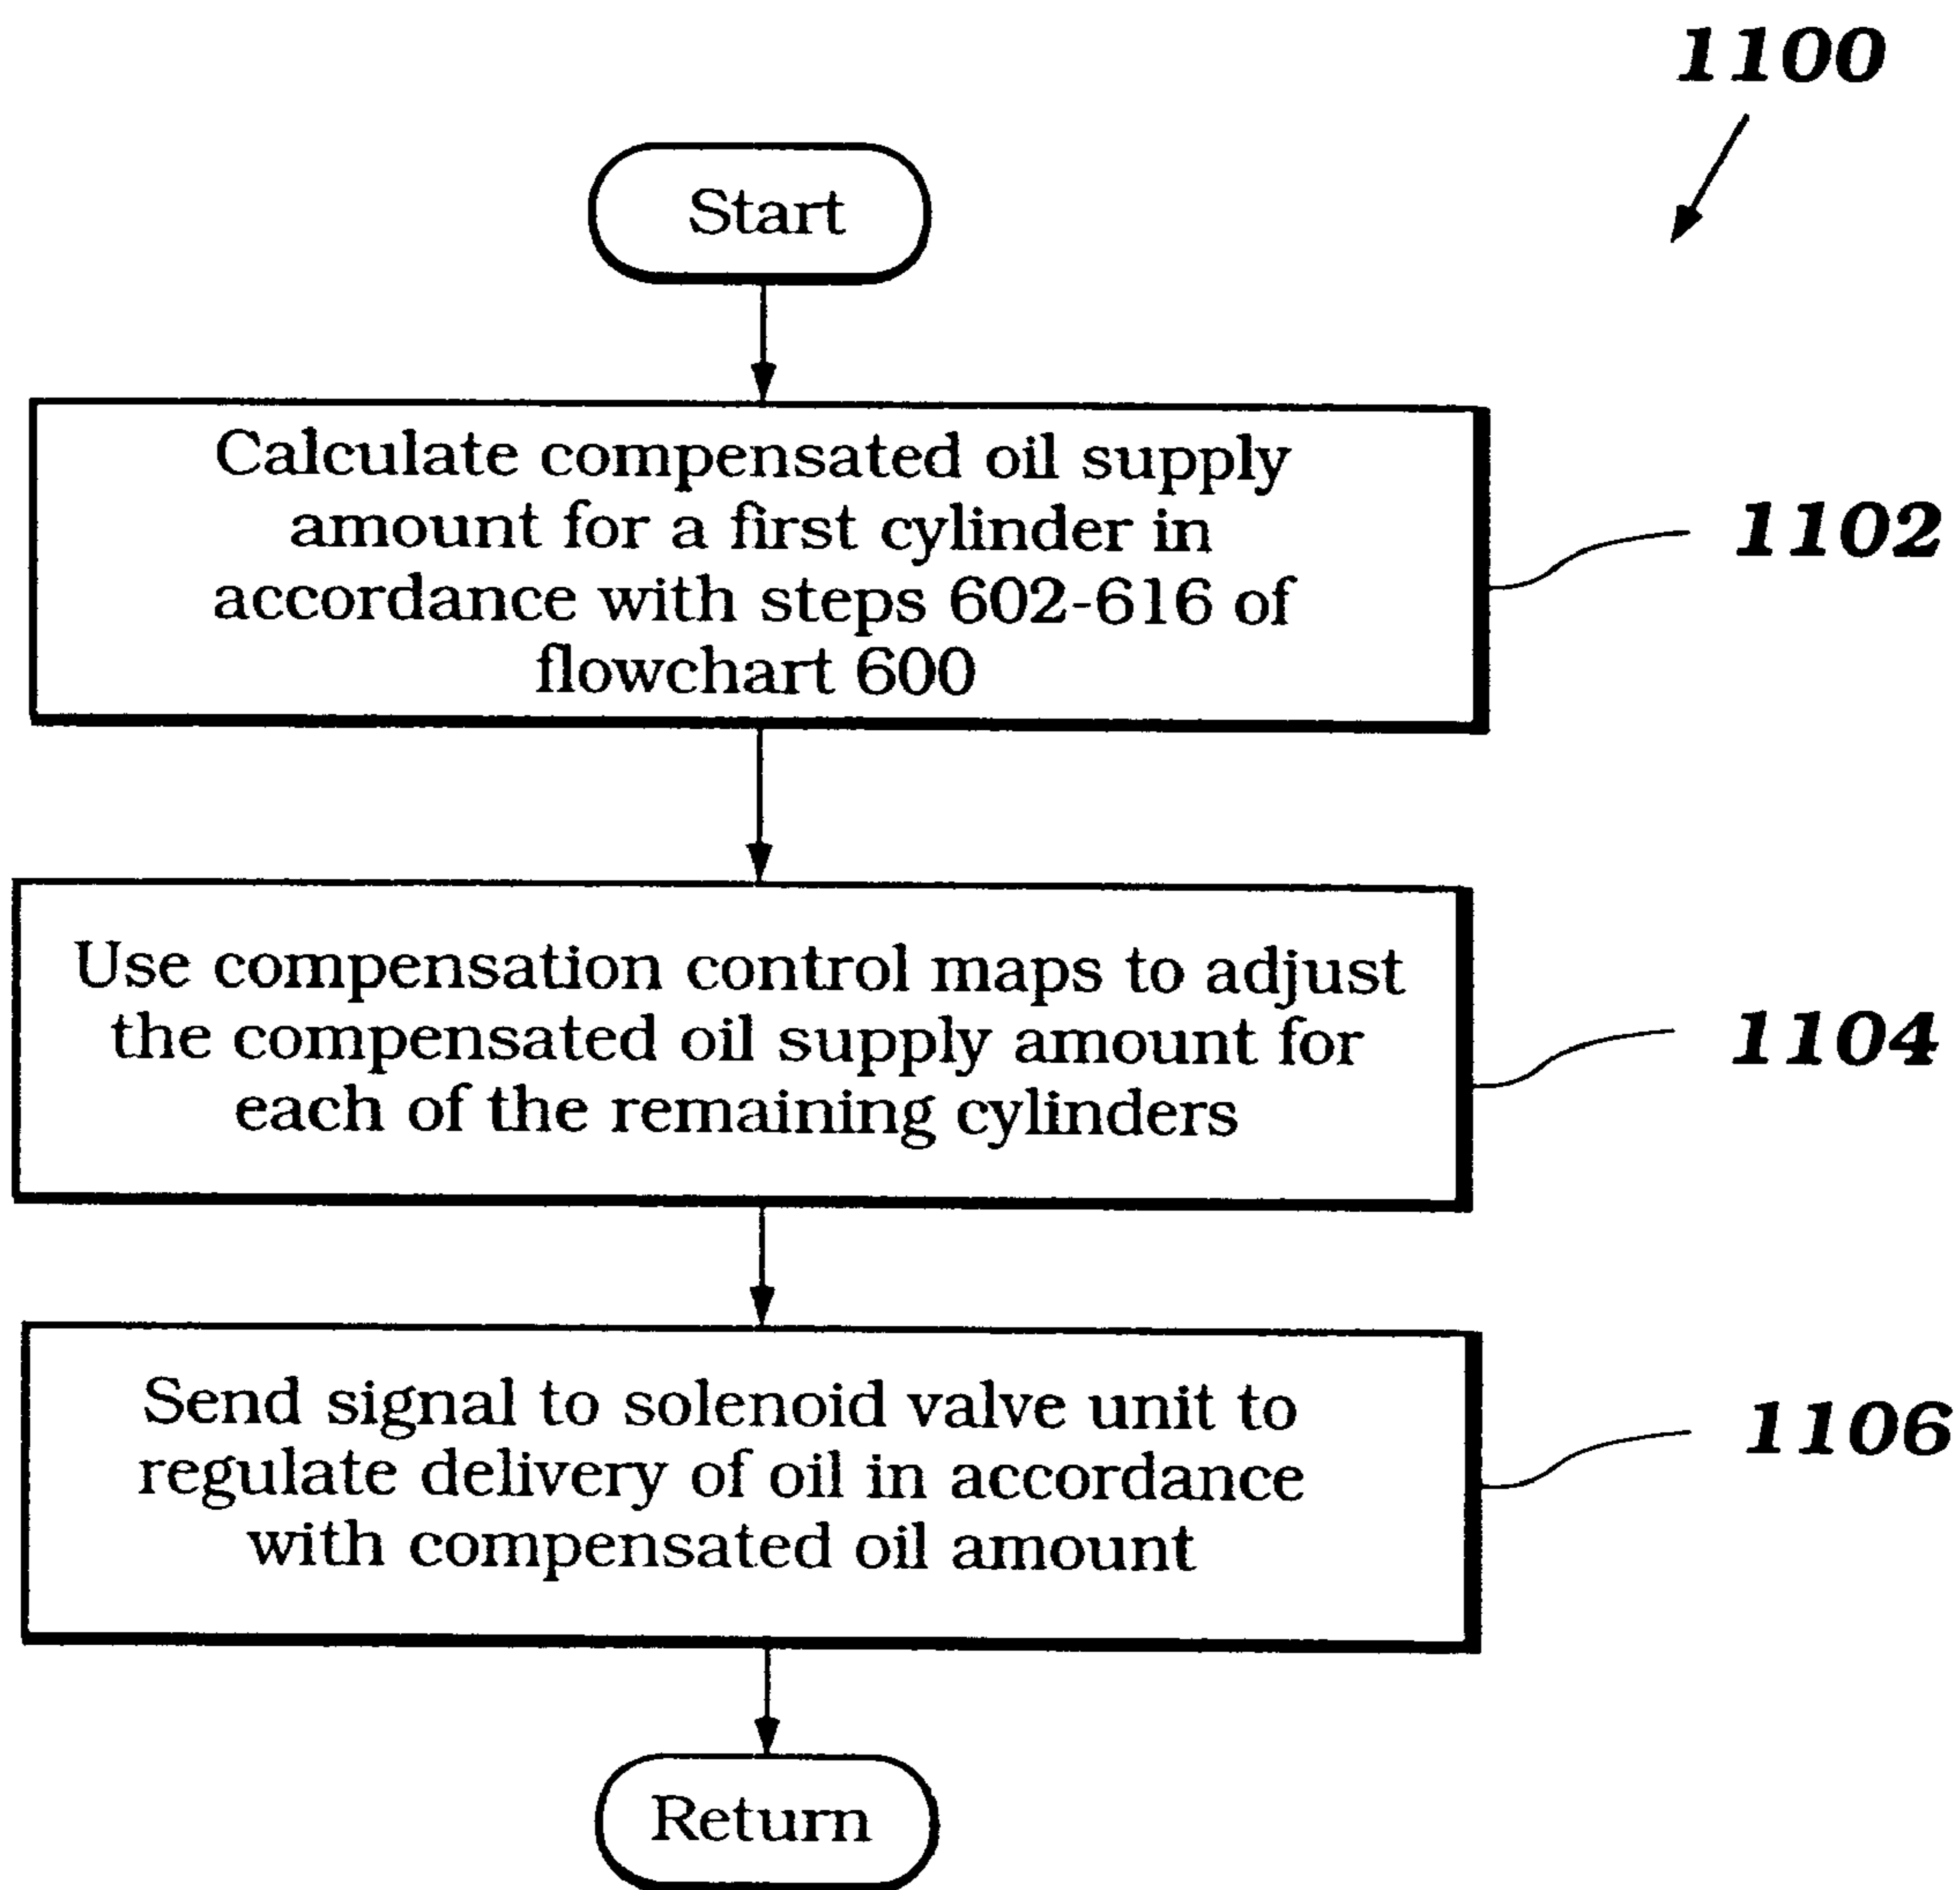 1100
Start
Calculate compensated oil supply
amount for a first cylinder in
accordance with steps 602-616 of
flowchart 600
1102
Use compensation control maps to adjust
the compensated oil supply amount for
each of the remaining cylinders
1104
Send signal to solenoid valve unit to
regulate delivery of oil in accordance
with compensated oil amount
1106
Return